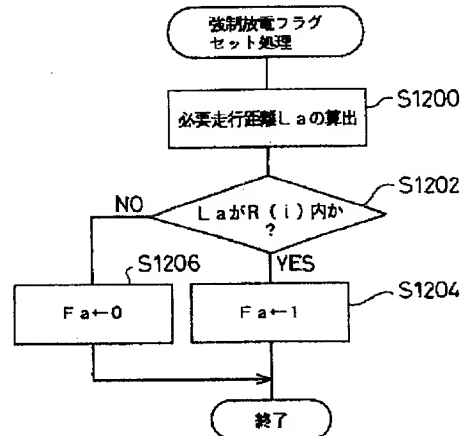 強制放電フラグ
セット処理
S1200
必要走行距離Laの算出
S1202
LaがR(i)内か
?
NO
YES
S1206
S1204
Fa←0
Fa←1
終了